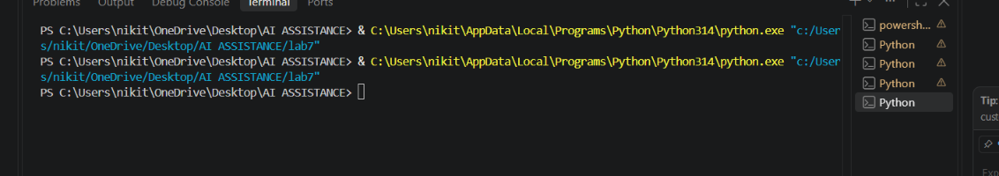 Problems Output Debug Console Terminal Ports
PS C:\Users\nikit\OneDrive\Desktop\AI ASSISTANCE> & C:\Users\nikit\AppData\Local\Programs\Python\Python314\python.exe "c:/User
s/nikit/OneDrive/Desktop/AI ASSISTANCE/lab7"
PS C:\Users\nikit\OneDrive\Desktop\AI ASSISTANCE> & C:\Users\nikit\AppData\Local\Programs\Python\Python314\python.exe "c:/User
s/nikit/OneDrive/Desktop/AI ASSISTANCE/lab7"
PS C:\Users\nikit\OneDrive\Desktop\AI ASSISTANCE>
powersh...
Python
Python
Python
Python
Tip:
cust